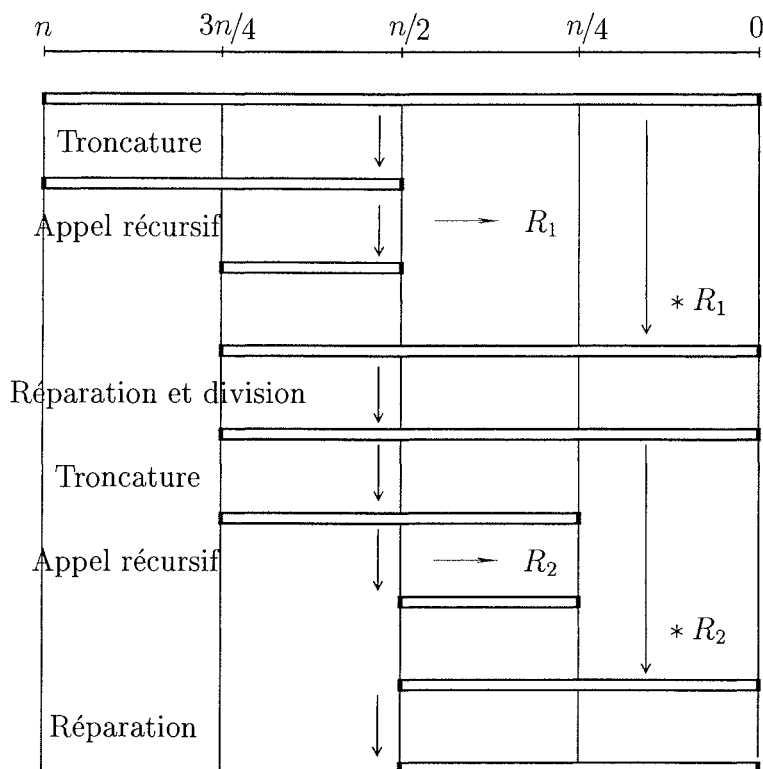 n 3n/4 n/2 n/4 0
Troncature
Appel récursif → R₁
* R₁
Réparation et division
Troncature
Appel récursif → R₂
* R₂
Réparation